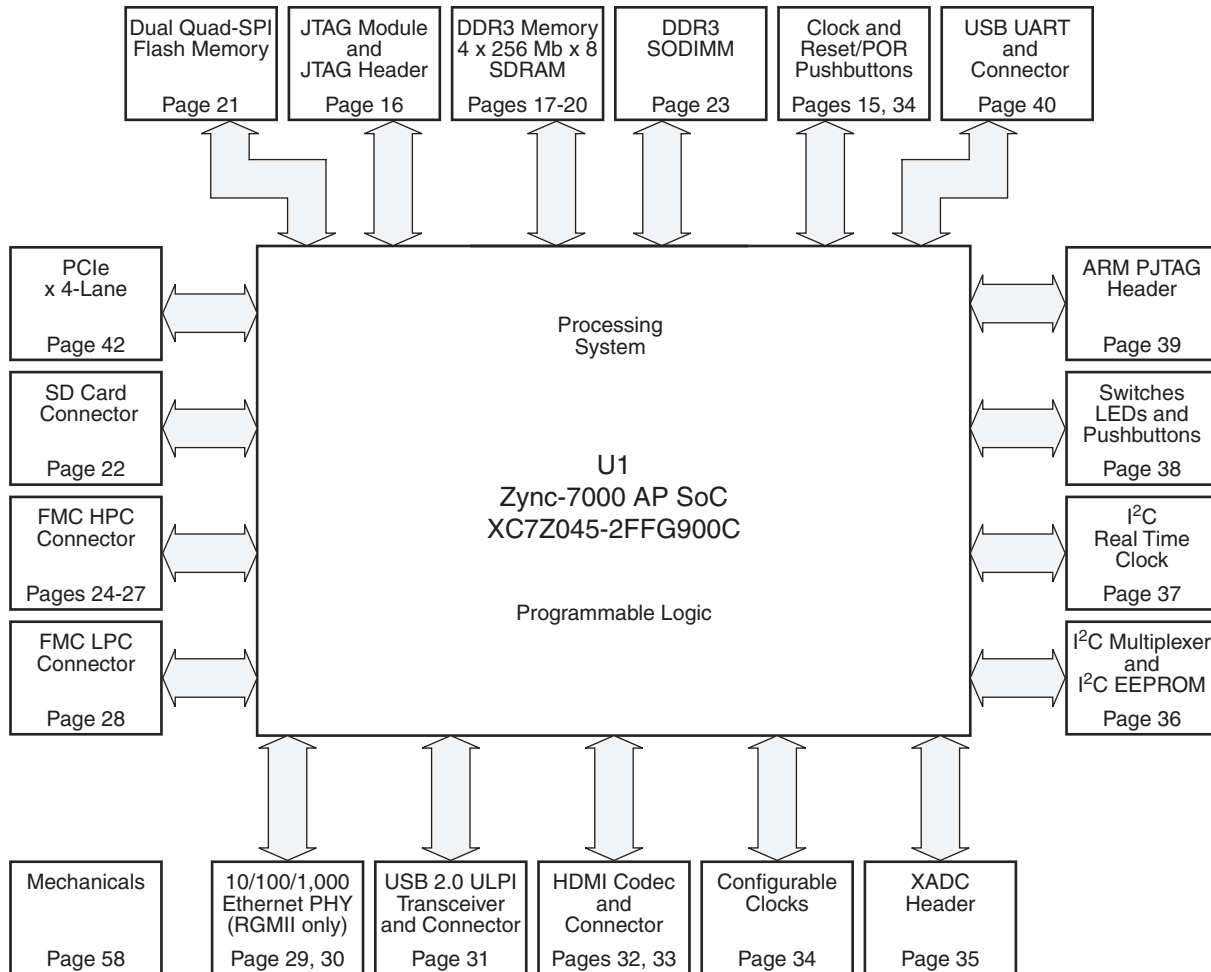 Dual Quad-SPI
Flash Memory
Page 21
JTAG Module
and
JTAG Header
Page 16
DDR3 Memory
4 x 256 Mb x 8
SDRAM
Pages 17-20
DDR3
SODIMM
Page 23
Clock and
Reset/POR
Pushbuttons
Pages 15, 34
USB UART
and
Connector
Page 40
PCIe
x 4-Lane
Page 42
SD Card
Connector
Page 22
FMC HPC
Connector
Pages 24-27
FMC LPC
Connector
Page 28
Processing
System
U1
Zync-7000 AP SoC
XC7Z045-2FFG900C
Programmable Logic
ARM PJTAG
Header
Page 39
Switches
LEDs and
Pushbuttons
Page 38
I²C
Real Time
Clock
Page 37
I²C Multiplexer
and
I²C EEPROM
Page 36
Mechanicals
Page 58
10/100/1,000
Ethernet PHY
(RGMII only)
Page 29, 30
USB 2.0 ULPI
Transceiver
and Connector
Page 31
HDMI Codec
and
Connector
Pages 32, 33
Configurable
Clocks
Page 34
XADC
Header
Page 35